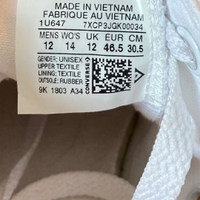 MADE IN VIETNAM
FABRIQUE AU VIETNAM
1U647 7XCP3JGK00034
MENS WO'S UK EUR CM
12 14 12 46.5 30.5
GENDER: UNISEX
UPPER: TEXTILE
LINING: TEXTILE
OUTSOLE: RUBBER
9K 1803 A34
CONVERSE